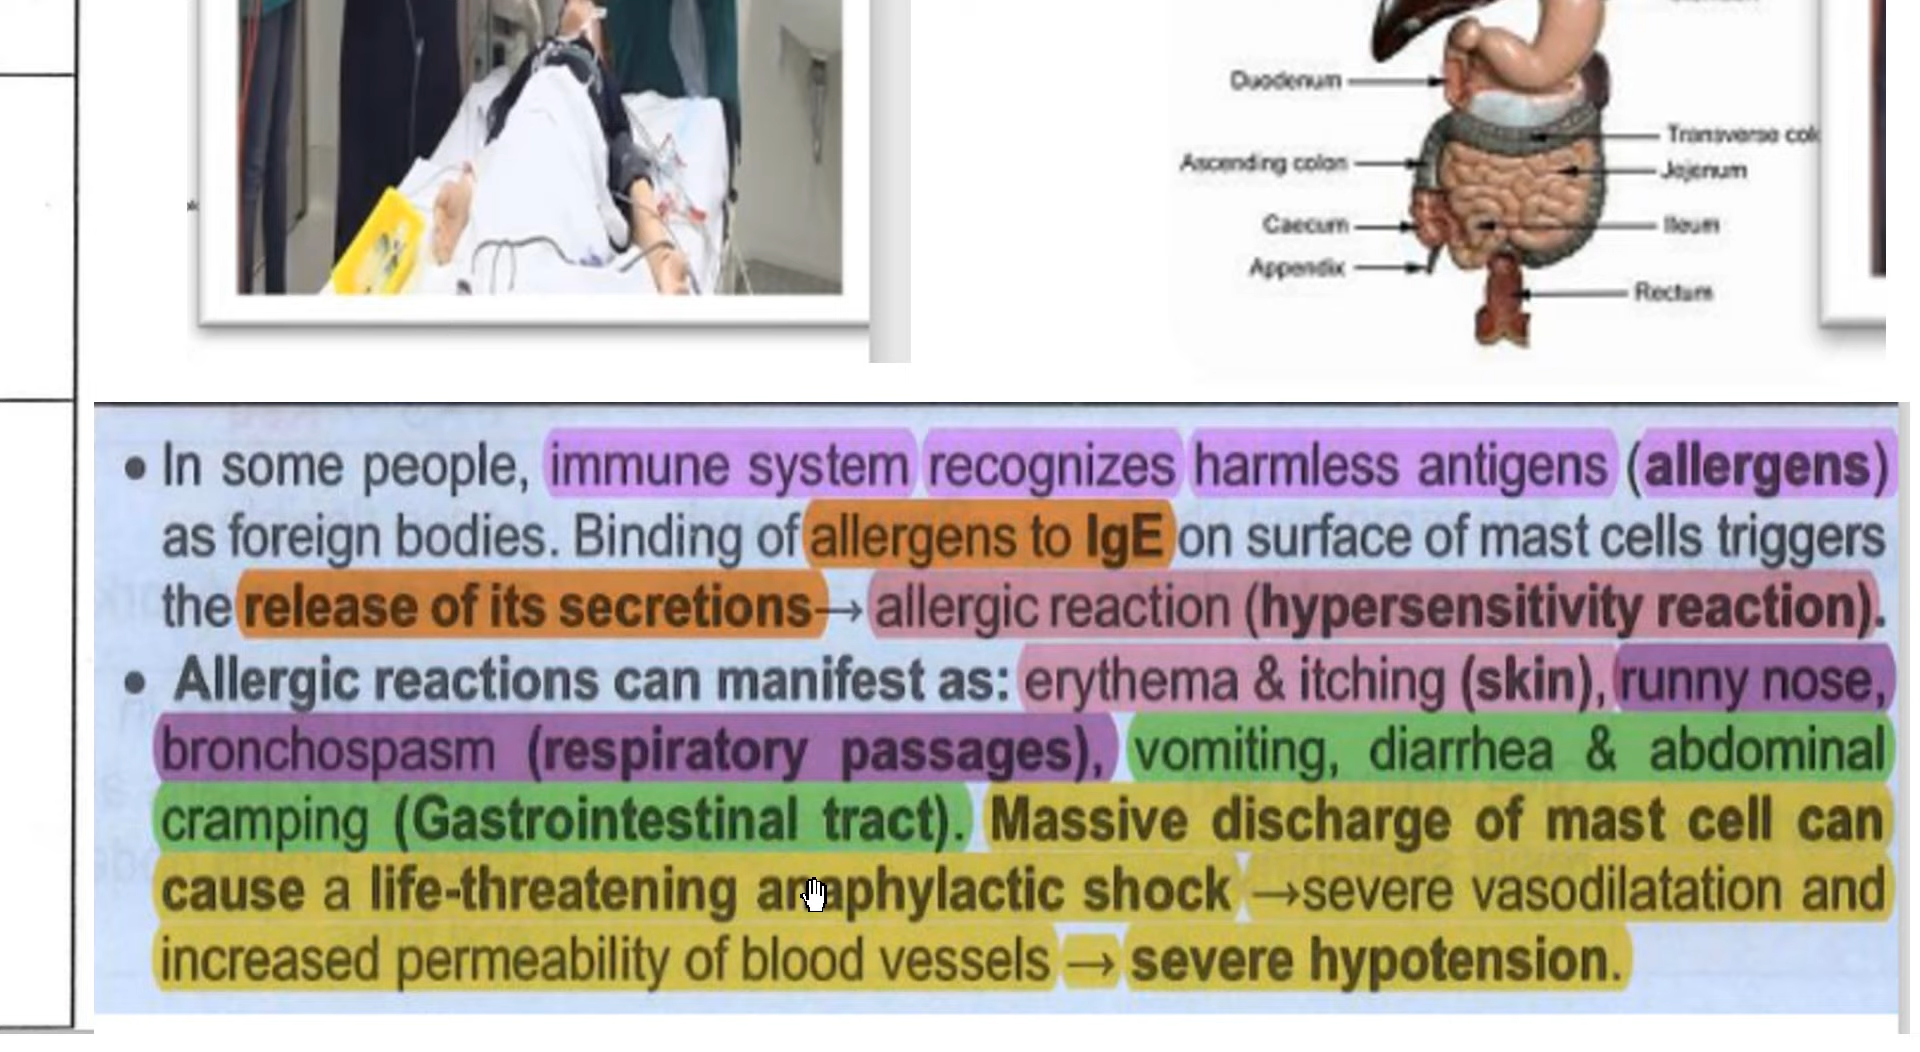 Duodenum
Transverse col
Ascending colon
Jejenum
Caecum
Ileum
Appendix
Rectum
• In some people, immune system recognizes harmless antigens (allergens)
as foreign bodies. Binding of allergens to IgE on surface of mast cells triggers
the release of its secretions→ allergic reaction (hypersensitivity reaction).
• Allergic reactions can manifest as: erythema & itching (skin), runny nose,
bronchospasm (respiratory passages), vomiting, diarrhea & abdominal
cramping (Gastrointestinal tract). Massive discharge of mast cell can
cause a life-threatening anaphylactic shock →severe vasodilatation and
increased permeability of blood vessels → severe hypotension.